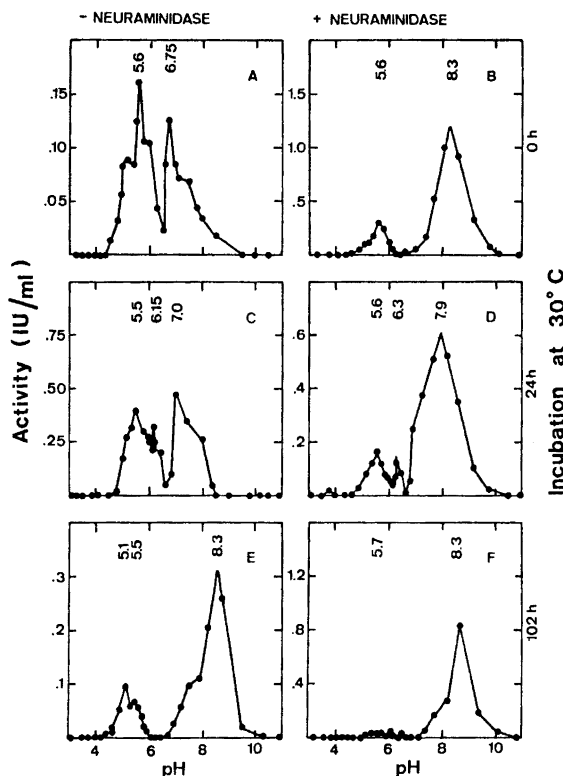 - NEURAMINIDASE
+ NEURAMINIDASE
Activity (IU/ml)
Incubation at 30° C
A
5.6
6.75
.15
.10
.05
B
5.6
8.3
1.5
1.0
.5
0h
C
5.5
6.15
7.0
.75
.50
.25
D
5.6
6.3
7.9
.6
.4
.2
24h
E
5.1
5.5
8.3
.3
.2
.1
4 6 8 10
pH
F
5.7
8.3
1.2
.8
.4
102h
4 6 8 10
pH